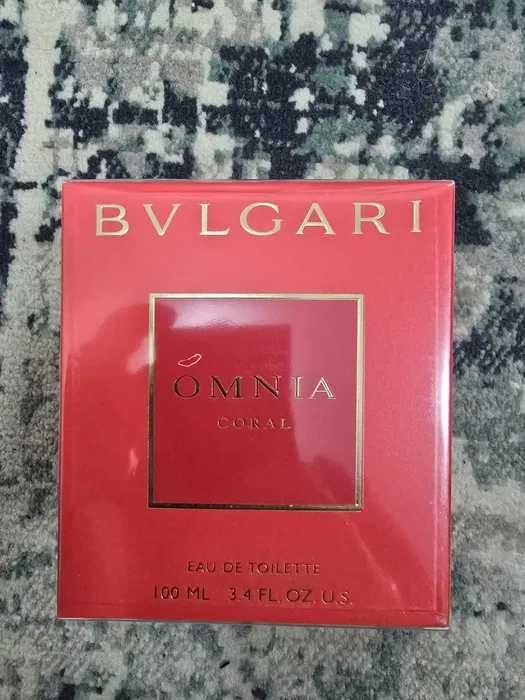 BVLGARI
OMNIA
CORAL
EAU DE TOILETTE
100 ML 3.4 FL. OZ. U.S.